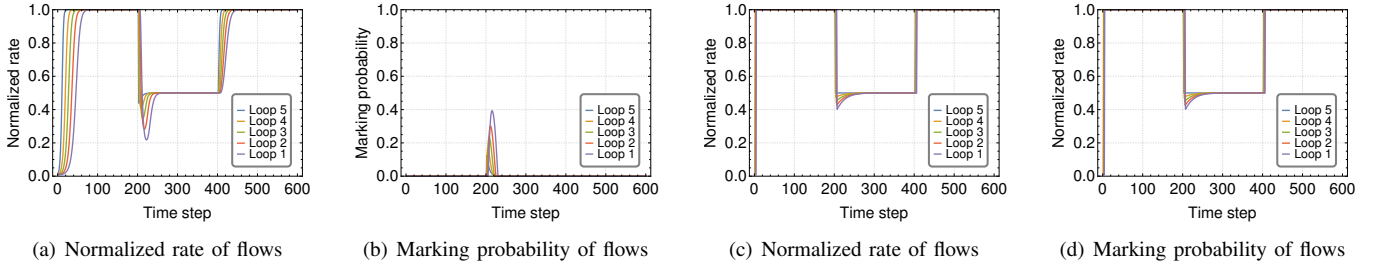 Normalized rate
1.0
0.8
0.6
0.4
0.2
0.0
0 100 200 300 400 500 600
Time step
Loop 5
Loop 4
Loop 3
Loop 2
Loop 1
(a) Normalized rate of flows
Marking probability
1.0
0.8
0.6
0.4
0.2
0.0
0 100 200 300 400 500 600
Time step
Loop 5
Loop 4
Loop 3
Loop 2
Loop 1
(b) Marking probability of flows
Normalized rate
1.0
0.8
0.6
0.4
0.2
0.0
0 100 200 300 400 500 600
Time step
Loop 5
Loop 4
Loop 3
Loop 2
Loop 1
(c) Normalized rate of flows
Normalized rate
1.0
0.8
0.6
0.4
0.2
0.0
0 100 200 300 400 500 600
Time step
Loop 5
Loop 4
Loop 3
Loop 2
Loop 1
(d) Marking probability of flows